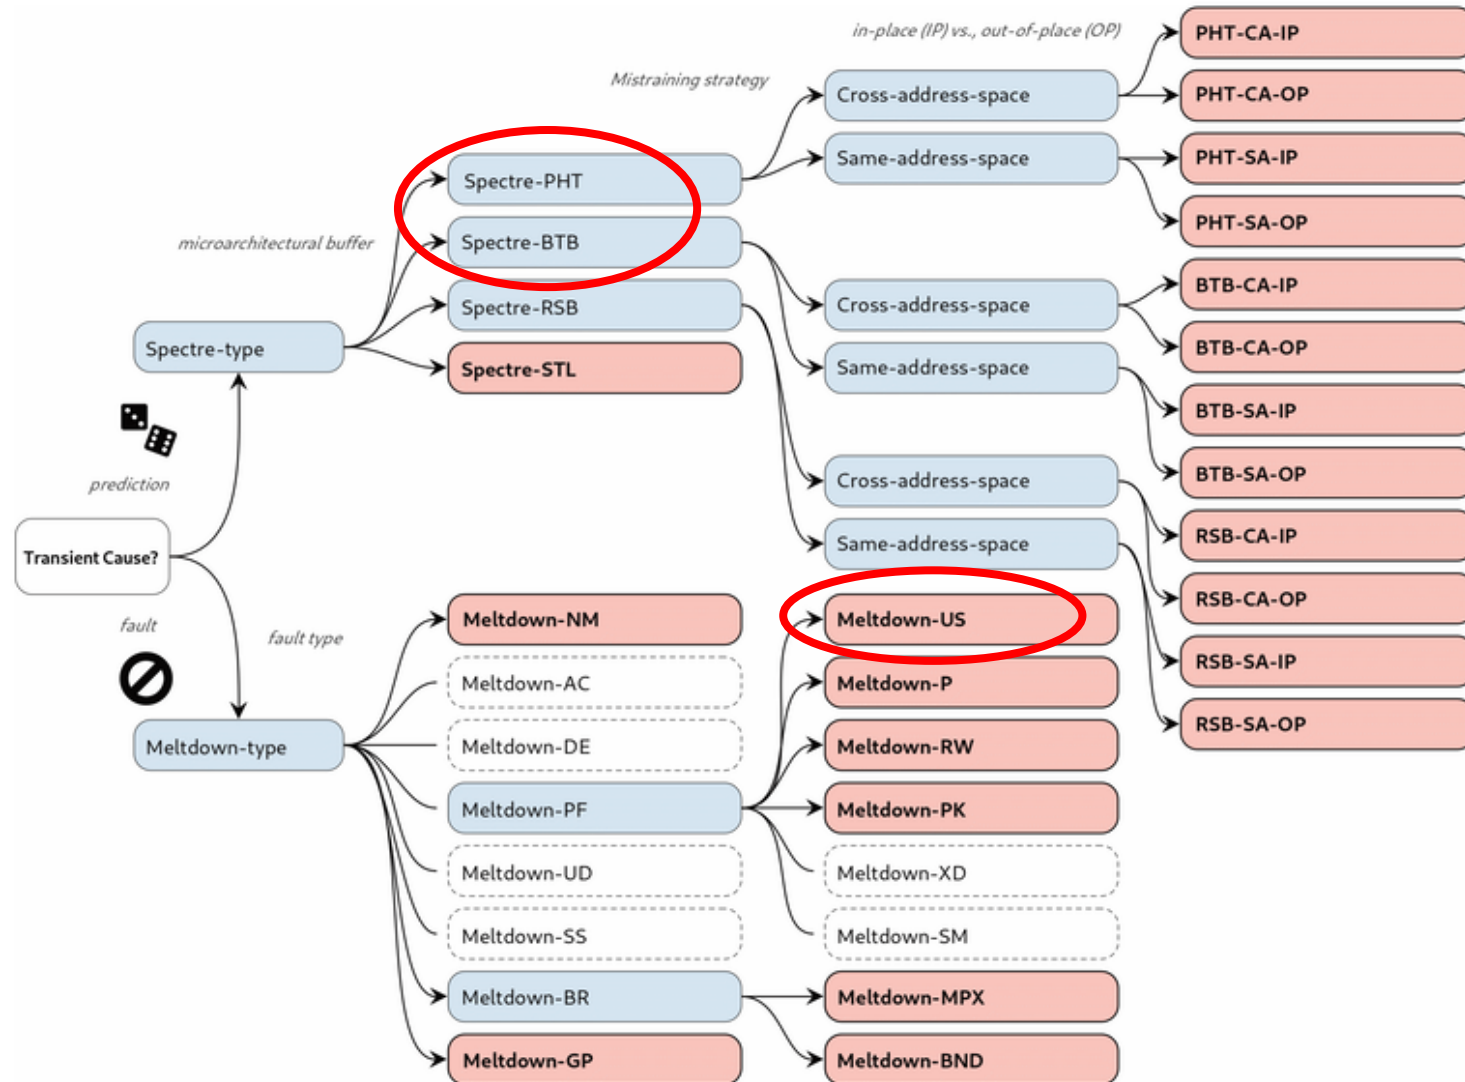 in-place (IP) vs., out-of-place (OP)
PHT-CA-IP
Mistraining strategy
Cross-address-space
PHT-CA-OP
Same-address-space
PHT-SA-IP
Spectre-PHT
PHT-SA-OP
microarchitectural buffer
Spectre-BTB
BTB-CA-IP
Spectre-RSB
Cross-address-space
Spectre-type
BTB-CA-OP
Spectre-STL
Same-address-space
BTB-SA-IP
prediction
Cross-address-space
BTB-SA-OP
Transient Cause?
Same-address-space
RSB-CA-IP
fault
fault type
Meltdown-NM
Meltdown-US
RSB-CA-OP
Meltdown-AC
Meltdown-P
RSB-SA-IP
Meltdown-type
Meltdown-DE
Meltdown-RW
RSB-SA-OP
Meltdown-PF
Meltdown-PK
Meltdown-UD
Meltdown-XD
Meltdown-SS
Meltdown-SM
Meltdown-BR
Meltdown-MPX
Meltdown-GP
Meltdown-BND